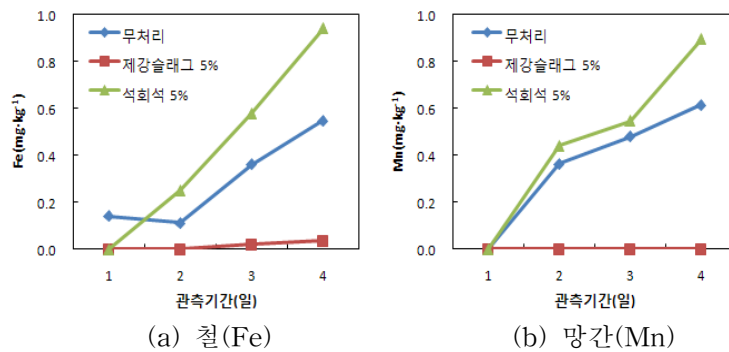 1.0
0.8
0.6
0.4
0.2
0.0
Fe(mg·kg⁻¹)
무처리
제강슬래그 5%
석회석 5%
1 2 3 4
관측기간(일)
(a) 철(Fe)
1.0
0.8
0.6
0.4
0.2
0.0
Mn(mg·kg⁻¹)
무처리
제강슬래그 5%
석회석 5%
1 2 3 4
관측기간(일)
(b) 망간(Mn)